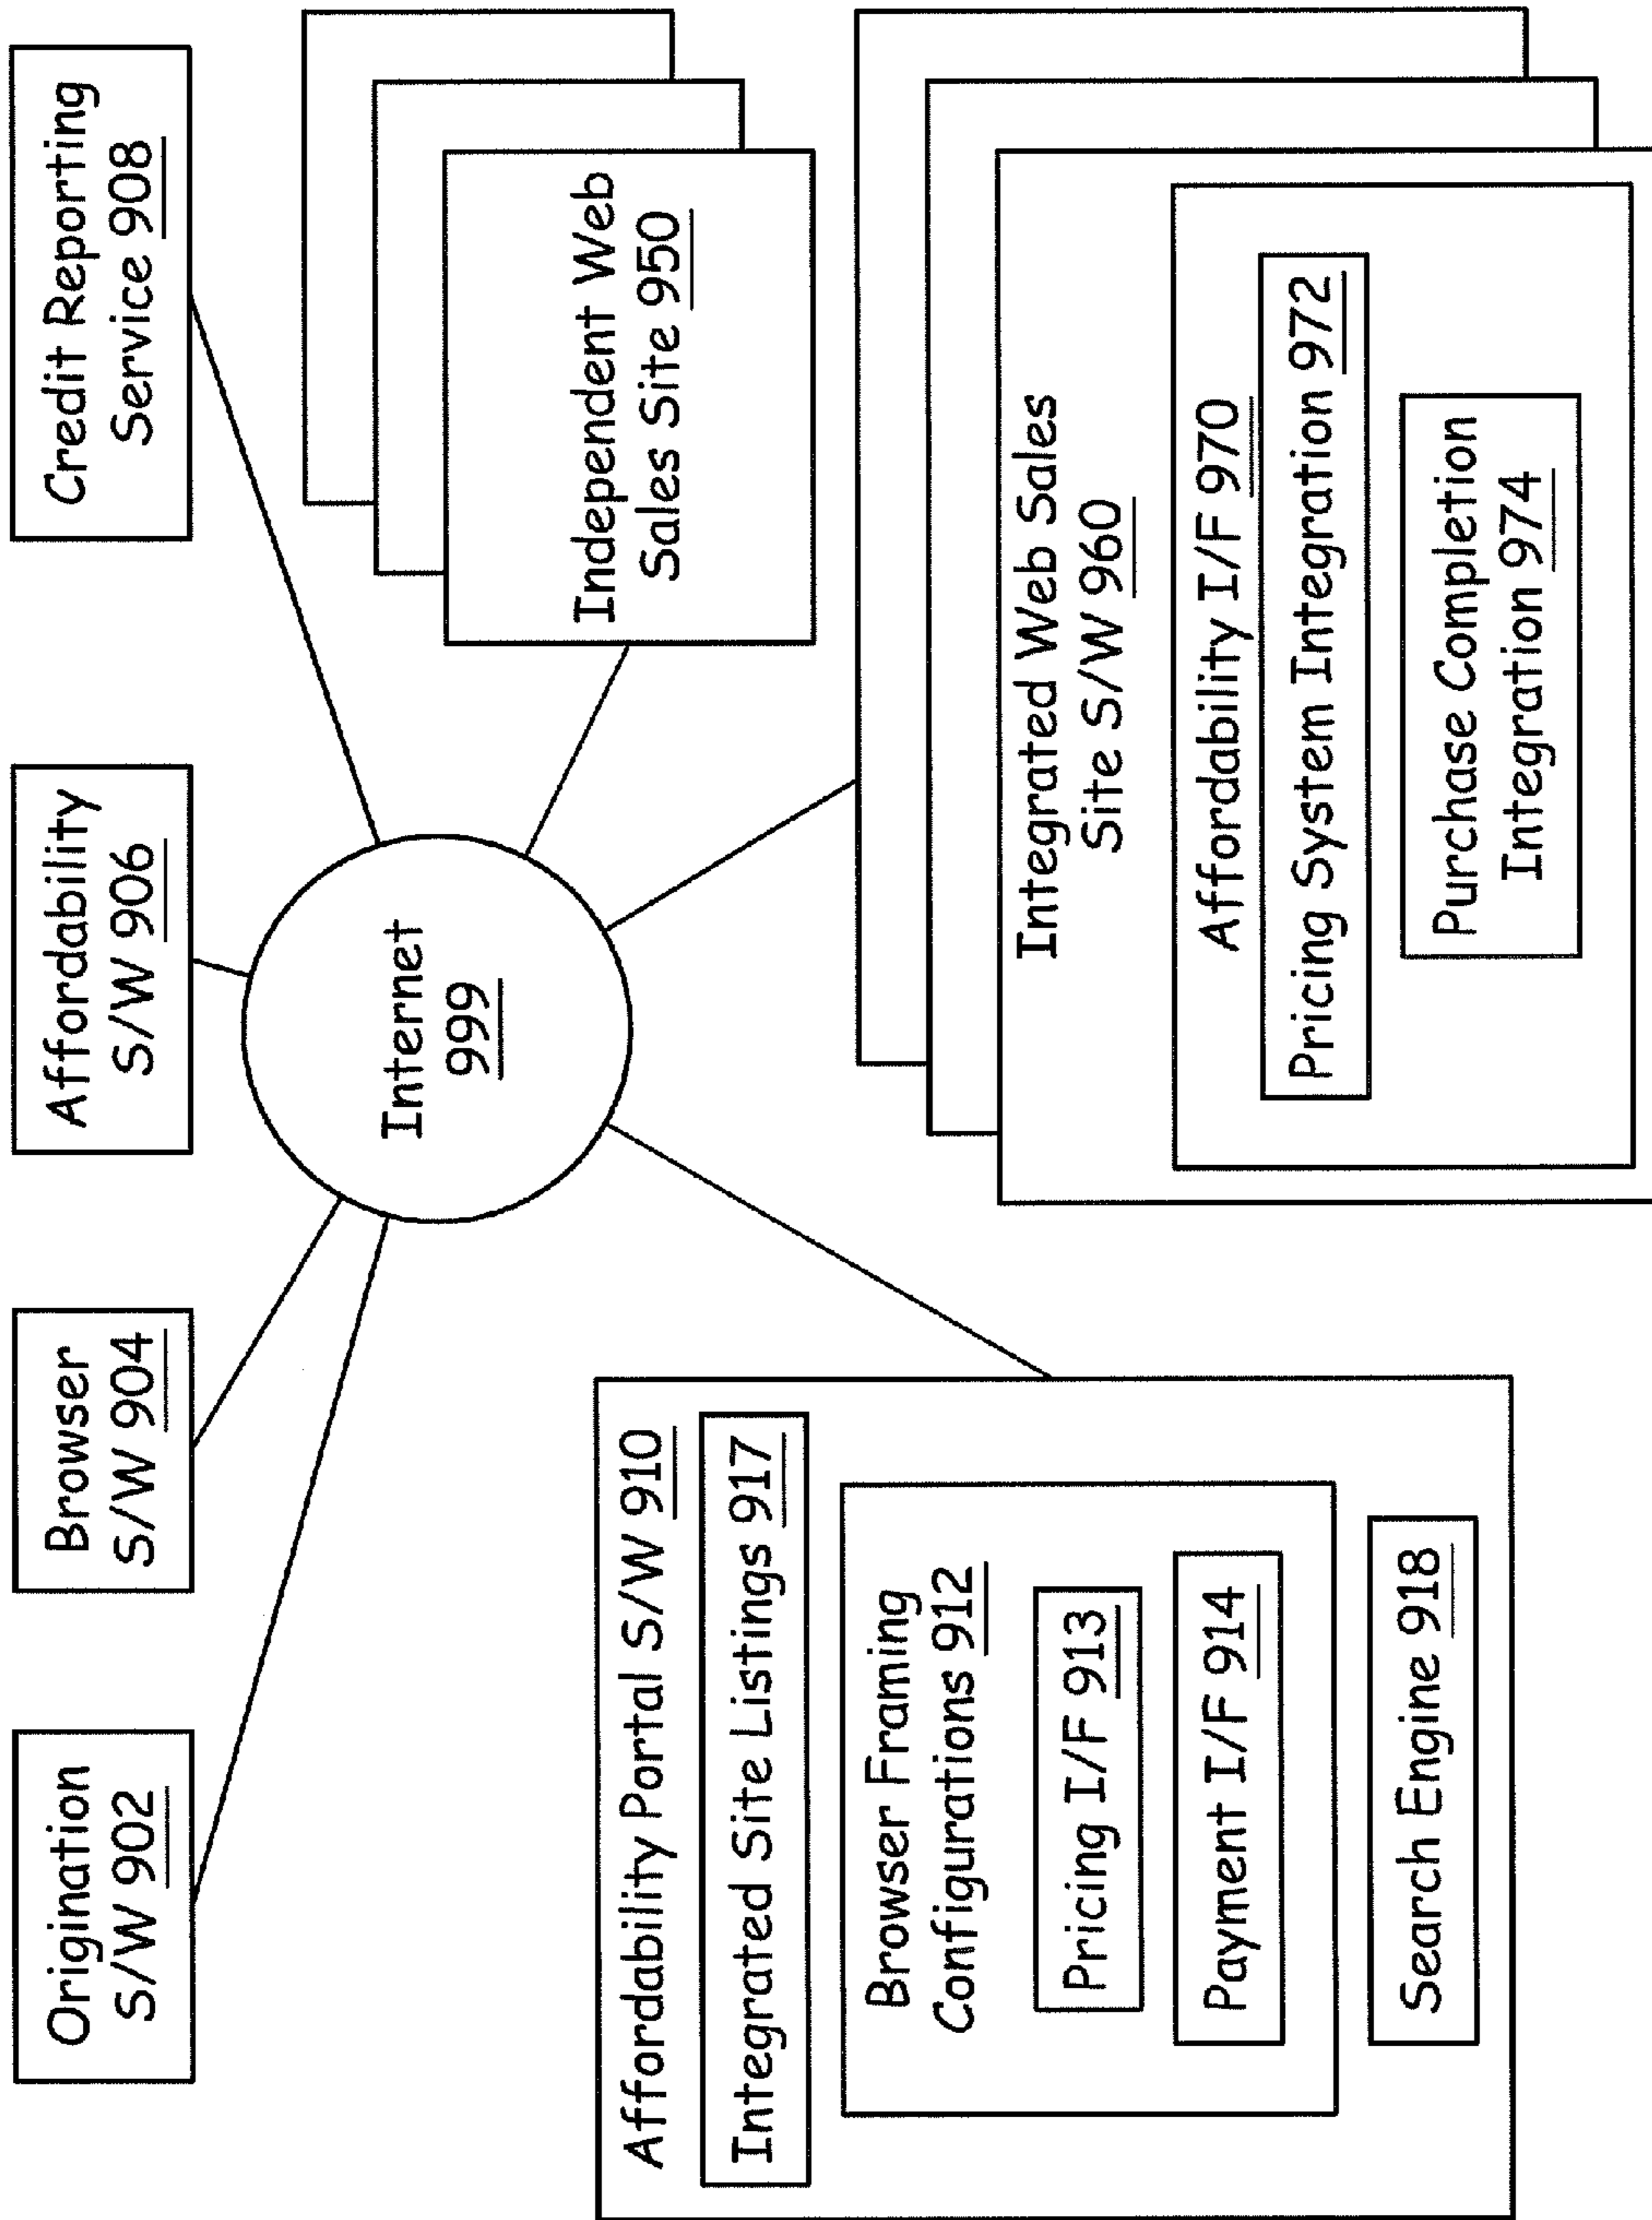 Origination
S/W 902
Browser
S/W 904
Affordability
S/W 906
Credit Reporting
Service 908
Internet
999
Independent Web
Sales Site 950
Affordability Portal S/W 910
Integrated Site Listings 917
Browser Framing
Configurations 912
Pricing I/F 913
Payment I/F 914
Search Engine 918
Integrated Web Sales
Site S/W 960
Affordability I/F 970
Pricing System Integration 972
Purchase Completion
Integration 974